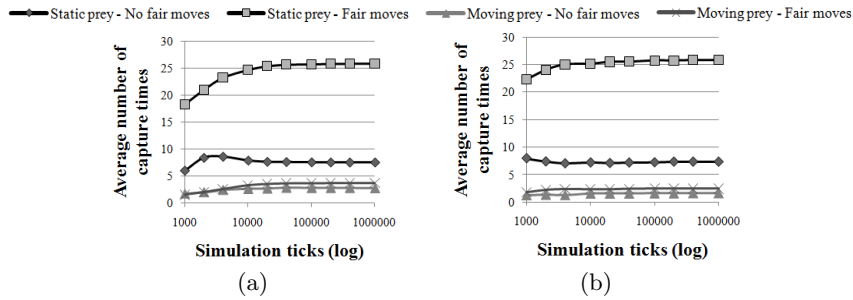 Static prey - No fair moves Static prey - Fair moves Moving prey - No fair moves Moving prey - Fair moves
Average number of
capture times
30
25
20
15
10
5
0
1000 10000 100000 1000000
Simulation ticks (log)
(a)
Average number of
capture times
30
25
20
15
10
5
0
1000 10000 100000 1000000
Simulation ticks (log)
(b)